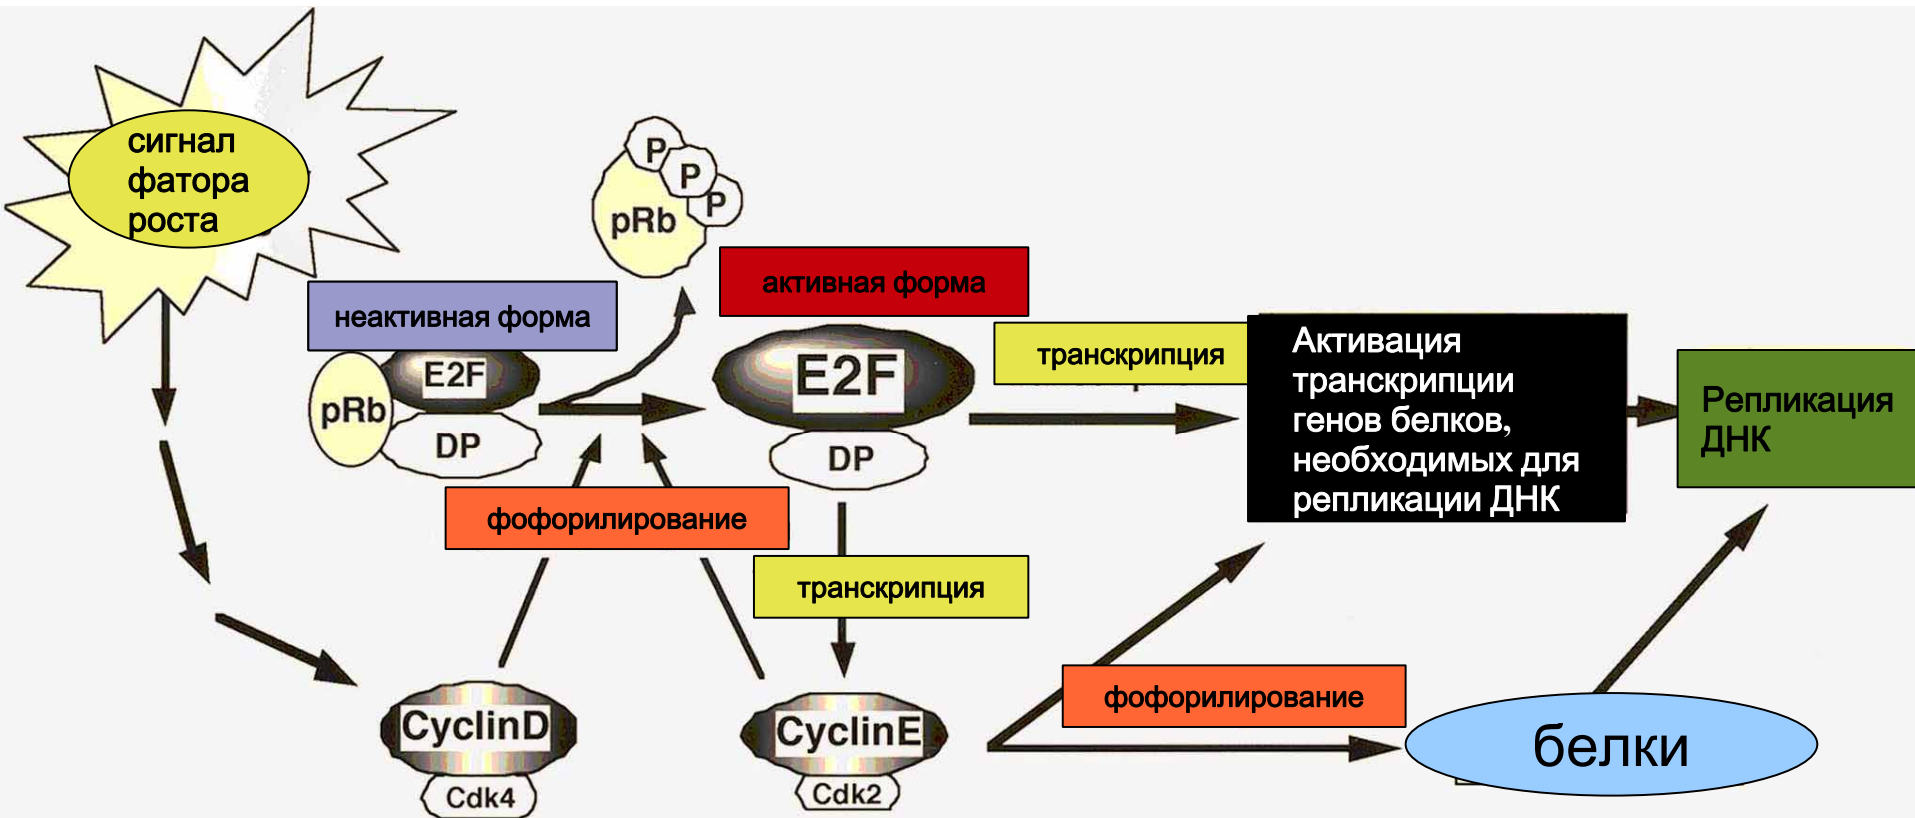 сигнал
фатора
роста
P
P
P
pRb
неактивная форма
активная форма
E2F
pRb
DP
E2F
DP
транскрипция
Активация
транскрипции
генов белков,
необходимых для
репликации ДНК
Репликация
ДНК
фофорилирование
транскрипция
фофорилирование
CyclinD
Cdk4
CyclinE
Cdk2
белки